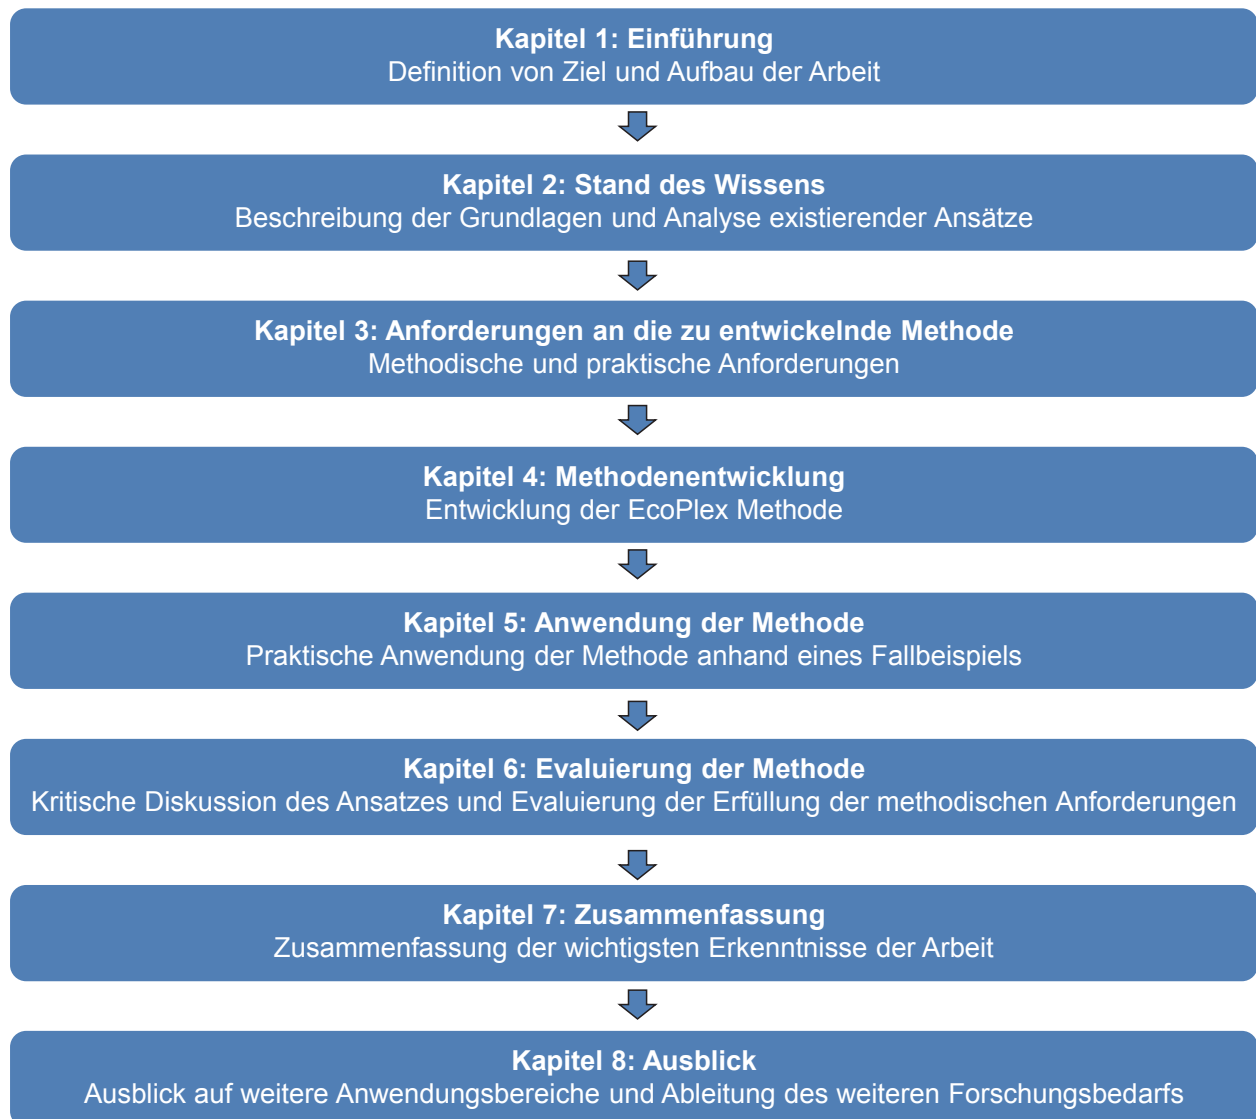 Kapitel 1: Einführung
Definition von Ziel und Aufbau der Arbeit
Kapitel 2: Stand des Wissens
Beschreibung der Grundlagen und Analyse existierender Ansätze
Kapitel 3: Anforderungen an die zu entwickelnde Methode
Methodische und praktische Anforderungen
Kapitel 4: Methodenentwicklung
Entwicklung der EcoPlex Methode
Kapitel 5: Anwendung der Methode
Praktische Anwendung der Methode anhand eines Fallbeispiels
Kapitel 6: Evaluierung der Methode
Kritische Diskussion des Ansatzes und Evaluierung der Erfüllung der methodischen Anforderungen
Kapitel 7: Zusammenfassung
Zusammenfassung der wichtigsten Erkenntnisse der Arbeit
Kapitel 8: Ausblick
Ausblick auf weitere Anwendungsbereiche und Ableitung des weiteren Forschungsbedarfs